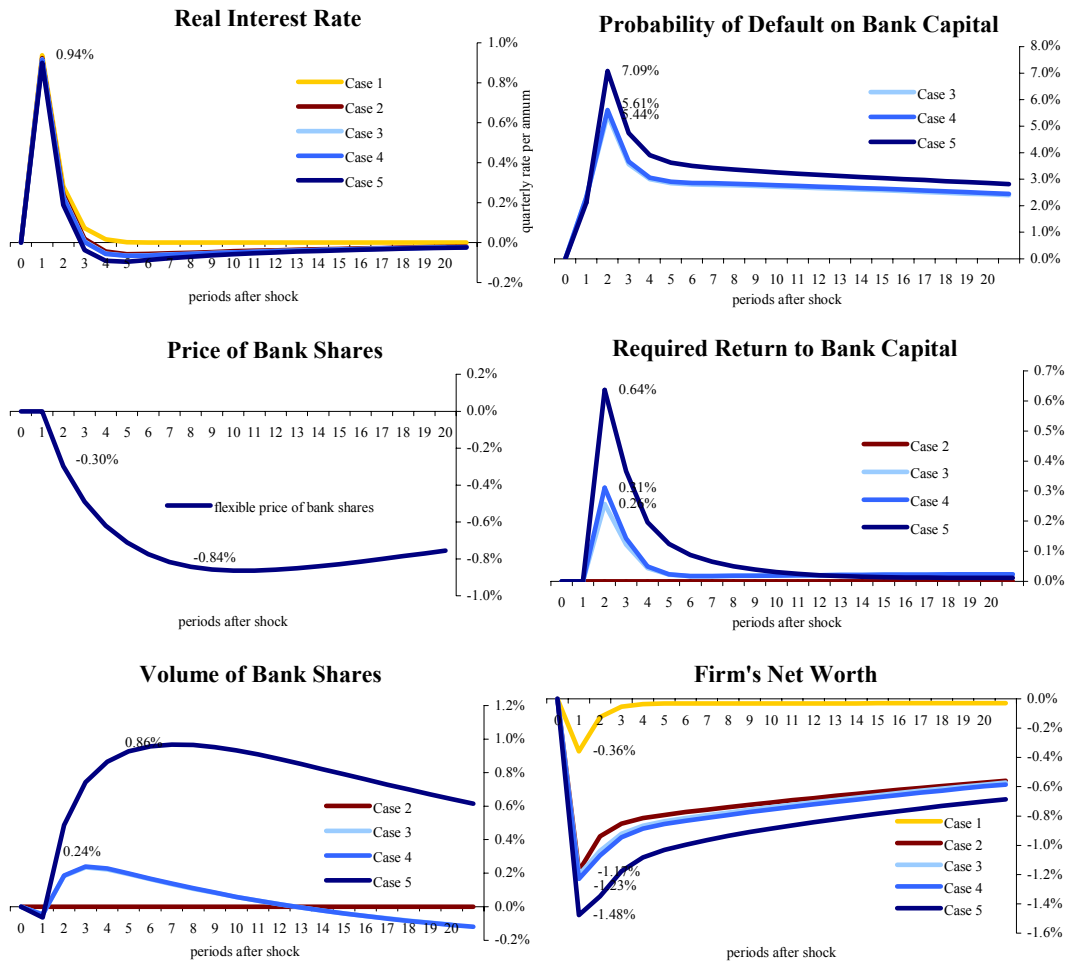 Real Interest Rate
0.94%
Case 1
Case 2
Case 3
Case 4
Case 5
1.0%
0.8%
0.6%
0.4%
0.2%
0.0%
-0.2%
quarterly rate per annum
0 1 2 3 4 5 6 7 8 9 10 11 12 13 14 15 16 17 18 19 20
periods after shock
Probability of Default on Bank Capital
7.09%
5.61%
5.44%
Case 3
Case 4
Case 5
8.0%
7.0%
6.0%
5.0%
4.0%
3.0%
2.0%
1.0%
0.0%
0 1 2 3 4 5 6 7 8 9 10 11 12 13 14 15 16 17 18 19 20
periods after shock
Price of Bank Shares
0.2%
0.0%
-0.2%
-0.4%
-0.6%
-0.8%
-1.0%
0 1 2 3 4 5 6 7 8 9 10 11 12 13 14 15 16 17 18 19 20
-0.30%
flexible price of bank shares
-0.84%
periods after shock
Required Return to Bank Capital
0.64%
0.31%
0.26%
Case 2
Case 3
Case 4
Case 5
0.7%
0.6%
0.5%
0.4%
0.3%
0.2%
0.1%
0.0%
0 1 2 3 4 5 6 7 8 9 10 11 12 13 14 15 16 17 18 19 20
periods after shock
Volume of Bank Shares
0.86%
0.24%
Case 2
Case 3
Case 4
Case 5
1.2%
1.0%
0.8%
0.6%
0.4%
0.2%
0.0%
-0.2%
0 1 2 3 4 5 6 7 8 9 10 11 12 13 14 15 16 17 18 19 20
periods after shock
Firm's Net Worth
0.0%
-0.2%
-0.4%
-0.6%
-0.8%
-1.0%
-1.2%
-1.4%
-1.6%
0 1 2 3 4 5 6 7 8 9 10 11 12 13 14 15 16 17 18 19 20
-0.36%
-1.17%
-1.23%
-1.48%
Case 1
Case 2
Case 3
Case 4
Case 5
periods after shock